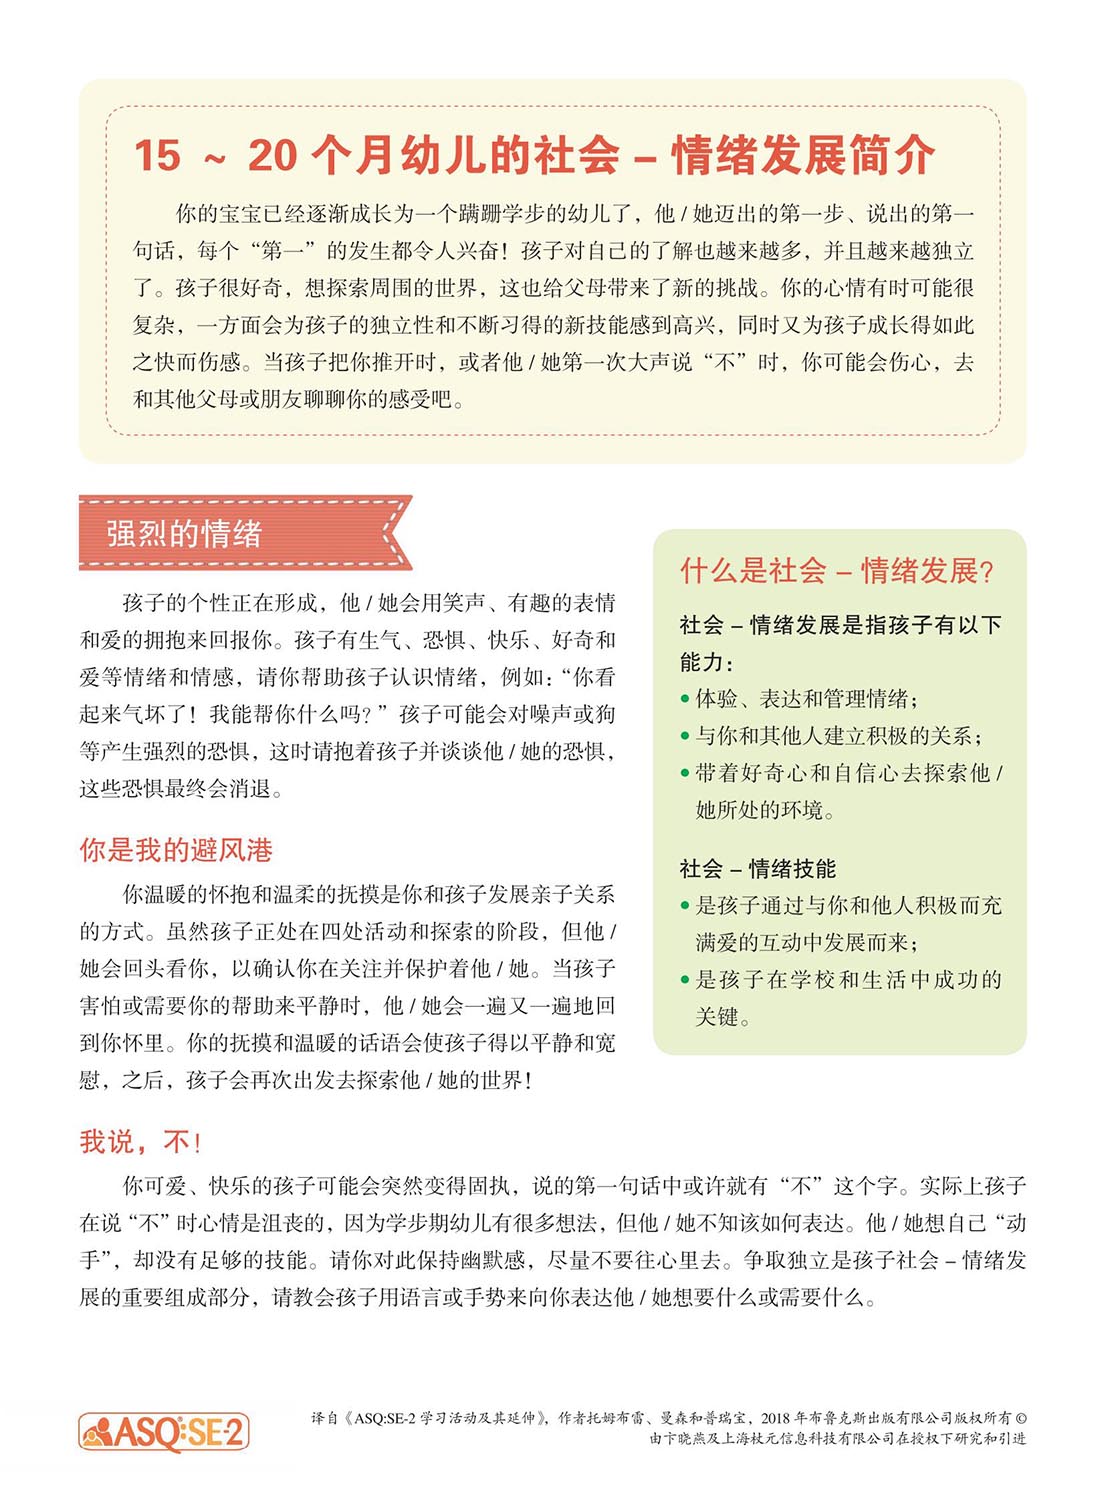 15 ~ 20 个月幼儿的社会 – 情绪发展简介
你的宝宝已经逐渐成长为一个蹒跚学步的幼儿了，他 / 她迈出的第一步、说出的第一
句话，每个“第一”的发生都令人兴奋！孩子对自己的了解也越来越多，并且越来越独立
了。孩子很好奇，想探索周围的世界，这也给父母带来了新的挑战。你的心情有时可能很
复杂，一方面会为孩子的独立性和不断习得的新技能感到高兴，同时又为孩子成长得如此
之快而伤感。当孩子把你推开时，或者他 / 她第一次大声说“不”时，你可能会伤心，去
和其他父母或朋友聊聊你的感受吧。
强烈的情绪
孩子的个性正在形成，他 / 她会用笑声、有趣的表情
和爱的拥抱来回报你。孩子有生气、恐惧、快乐、好奇和
爱等情绪和情感，请你帮助孩子认识情绪，例如：“你看
起来气坏了！我能帮你什么吗？”孩子可能会对噪声或狗
等产生强烈的恐惧，这时请抱着孩子并谈谈他 / 她的恐惧，
这些恐惧最终会消退。
你是我的避风港
你温暖的怀抱和温柔的抚摸是你和孩子发展亲子关系
的方式。虽然孩子正处在四处活动和探索的阶段，但他 /
她会回头看你，以确认你在关注并保护着他 / 她。当孩子
害怕或需要你的帮助来平静时，他 / 她会一遍又一遍地回
到你怀里。你的抚摸和温暖的话语会使孩子得以平静和宽
慰，之后，孩子会再次出发去探索他 / 她的世界！
什么是社会 – 情绪发展？
社会 – 情绪发展是指孩子有以下
能力：
• 体验、表达和管理情绪；
• 与你和其他人建立积极的关系；
• 带着好奇心和自信心去探索他 /
她所处的环境。
社会 – 情绪技能
• 是孩子通过与你和他人积极而充
满爱的互动中发展而来；
• 是孩子在学校和生活中成功的
关键。
我说，不！
你可爱、快乐的孩子可能会突然变得固执，说的第一句话中或许就有“不”这个字。实际上孩子
在说“不”时心情是沮丧的，因为学步期幼儿有很多想法，但他 / 她不知该如何表达。他 / 她想自己“动
手”，却没有足够的技能。请你对此保持幽默感，尽量不要往心里去。争取独立是孩子社会 – 情绪发
展的重要组成部分，请教会孩子用语言或手势来向你表达他 / 她想要什么或需要什么。
ASQ:SE-2
译自《ASQ:SE-2 学习活动及其延伸》，作者托姆布雷、曼森和普瑞宝，2018 年布鲁克斯出版有限公司版权所有 ©
由卞晓燕及上海杖元信息科技有限公司在授权下研究和引进